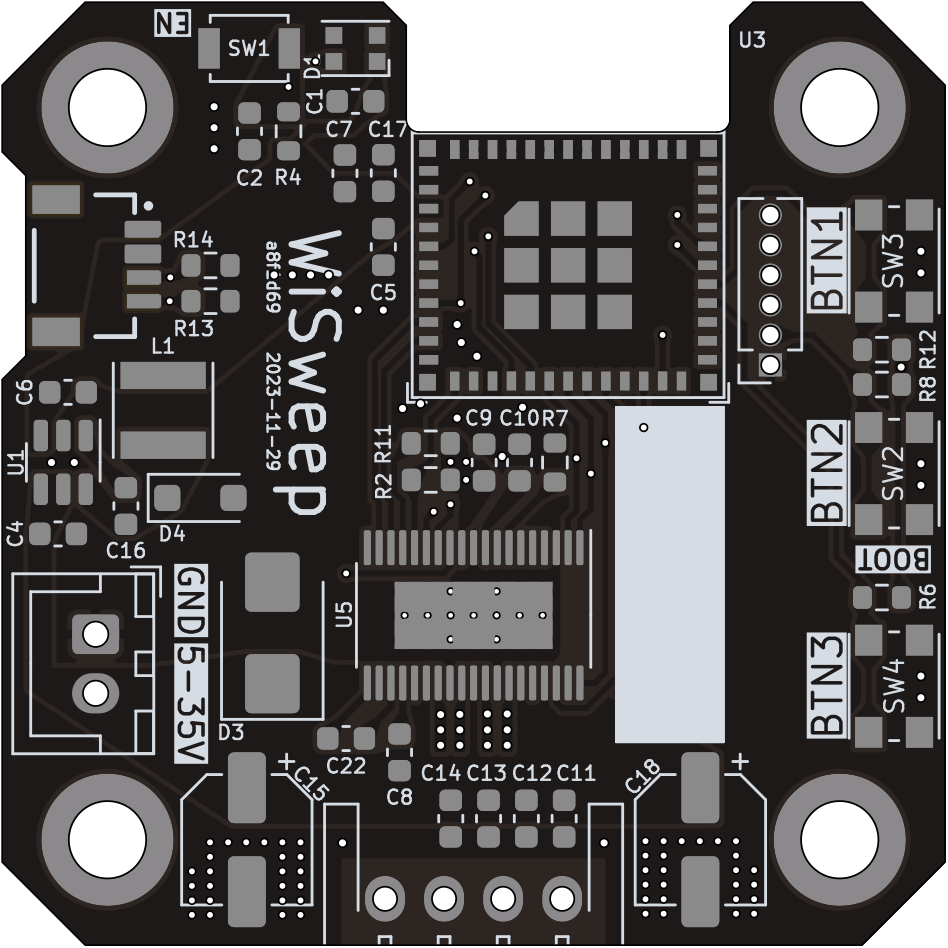 EN
SW1
D1
U3
C1
C7
C17
C2
R4
R14
R13
C5
WiSweep
a8fcd69
2023-11-29
BTN1
SW3
L1
C6
U1
C4
C16
D4
R12
R8
C9
C10
R7
R11
R2
BTN2
SW2
BOOT
R6
U5
GND
5-35V
D3
BTN3
SW4
C22
C8
C14
C13
C12
C11
+
C15
C18
+